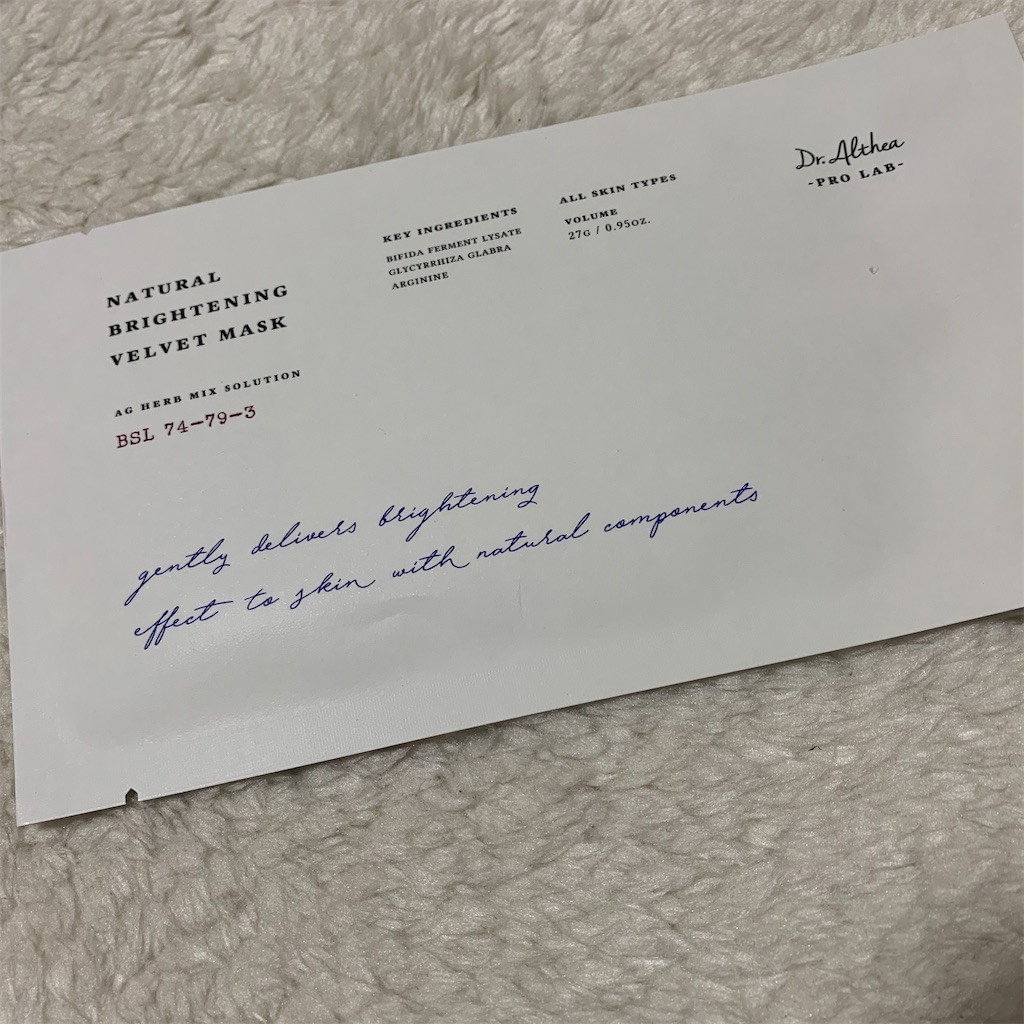 NATURAL
BRIGHTENING
VELVET MASK
AG HERB MIX SOLUTION
BSL 74-79-3
KEY INGREDIENTS
BIFIDA FERMENT LYSATE
GLYCYRRHIZA GLABRA
ARGININE
ALL SKIN TYPES
VOLUME
27G / 0.95OZ.
Dr. Althea
-PRO LAB-
gently delivers brightening
effect to skin with natural components